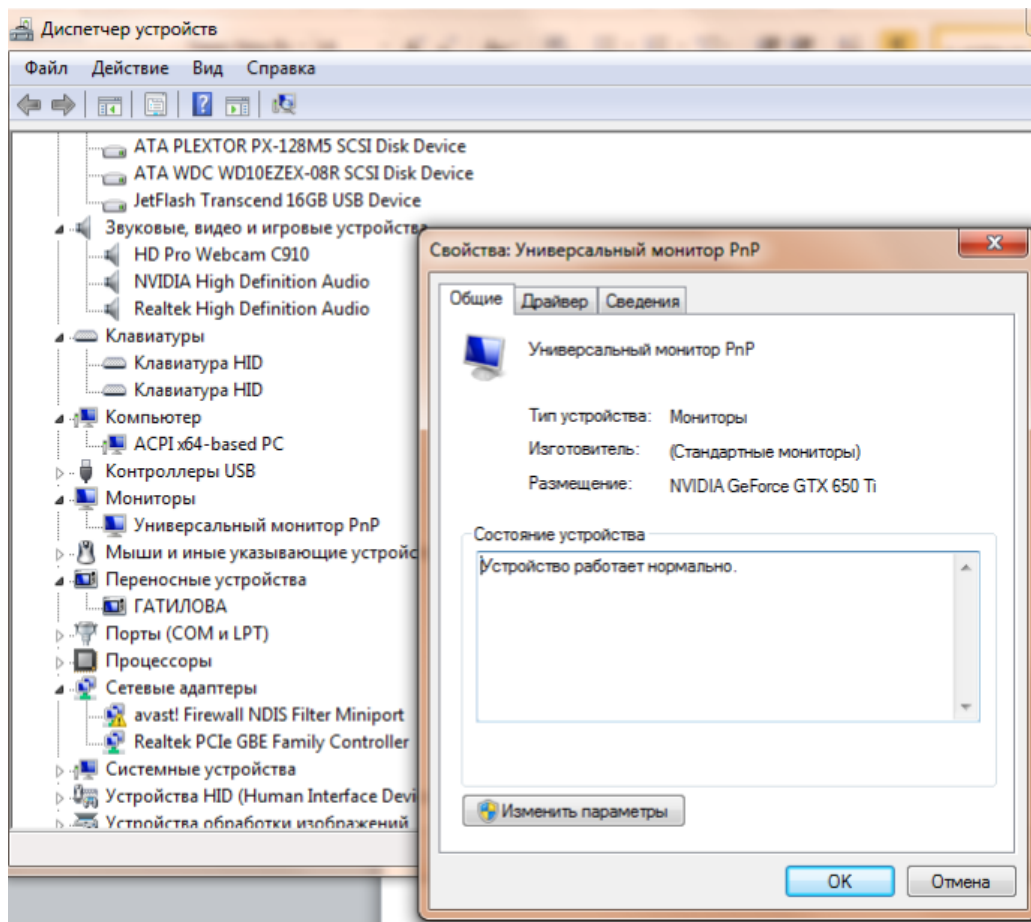 Диспетчер устройств
Файл Действие Вид Справка
ATA PLEXTOR PX-128M5 SCSI Disk Device
ATA WDC WD10EZEX-08R SCSI Disk Device
JetFlash Transcend 16GB USB Device
Звуковые, видео и игровые устройства
HD Pro Webcam C910
NVIDIA High Definition Audio
Realtek High Definition Audio
Клавиатуры
Клавиатура HID
Клавиатура HID
Компьютер
ACPI x64-based PC
Контроллеры USB
Мониторы
Универсальный монитор PnP
Мыши и иные указывающие устройс
Переносные устройства
ГАТИЛОВА
Порты (COM и LPT)
Процессоры
Сетевые адаптеры
avast! Firewall NDIS Filter Miniport
Realtek PCIe GBE Family Controller
Системные устройства
Устройства HID (Human Interface Devi
Устройства обработки изображений
Свойства: Универсальный монитор PnP
Общие Драйвер Сведения
Универсальный монитор PnP
Тип устройства: Мониторы
Изготовитель: (Стандартные мониторы)
Размещение: NVIDIA GeForce GTX 650 Ti
Состояние устройства
Устройство работает нормально.
Изменить параметры
OK Отмена